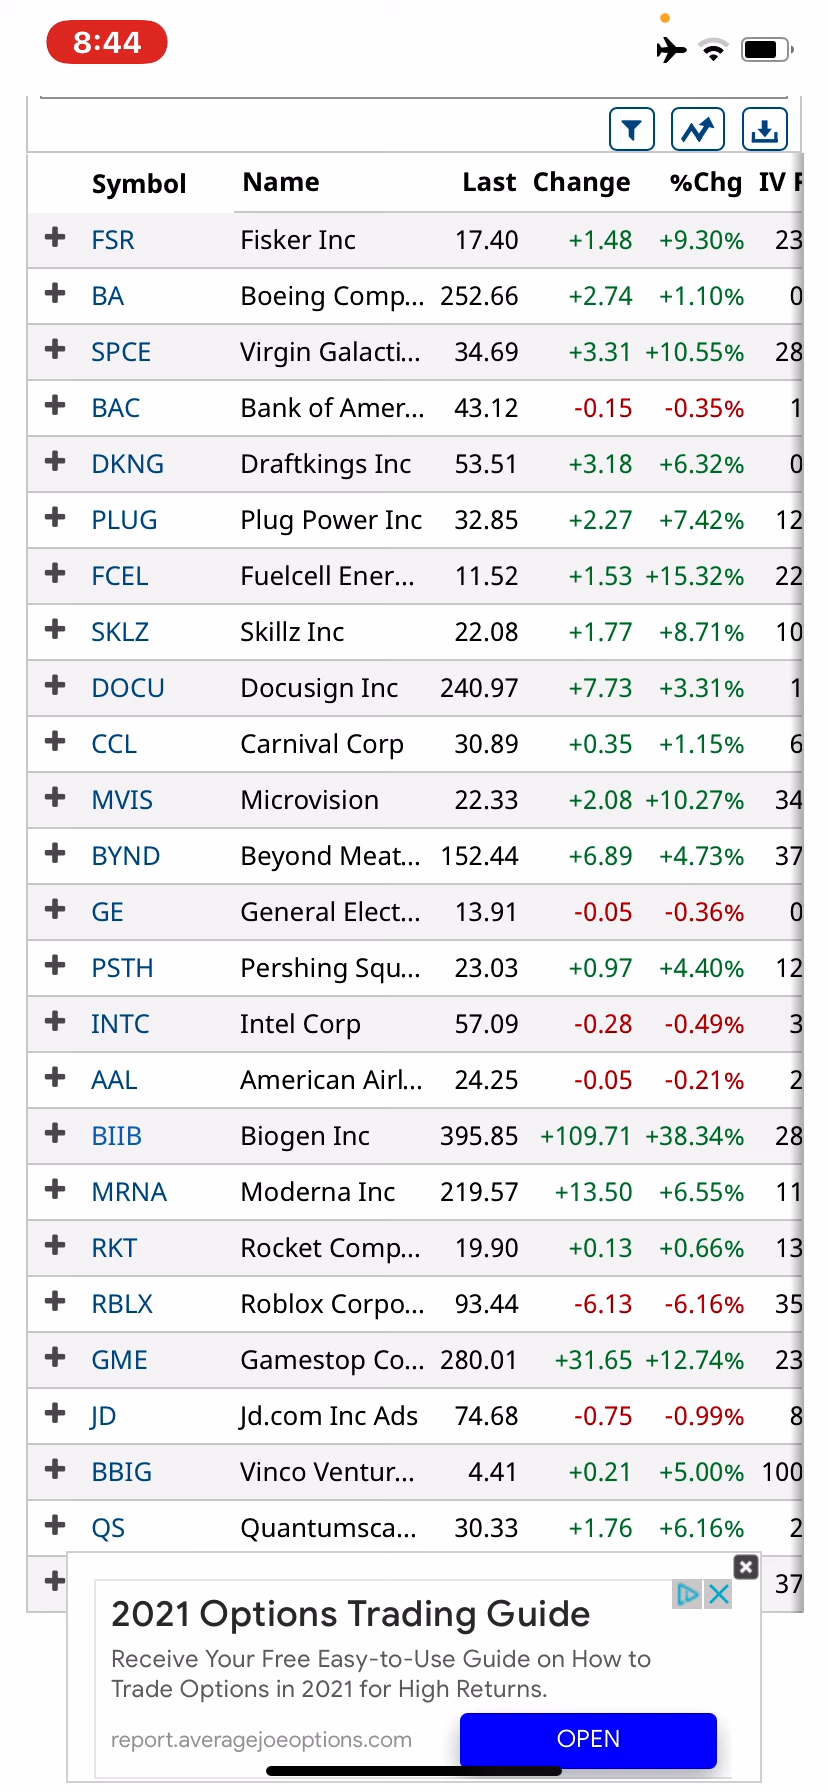 8:44
Symbol Name Last Change %Chg IV
FSR Fisker Inc 17.40 +1.48 +9.30% 23
BA Boeing Comp... 252.66 +2.74 +1.10% 0
SPCE Virgin Galacti... 34.69 +3.31 +10.55% 28
BAC Bank of Amer... 43.12 -0.15 -0.35% 1
DKNG Draftkings Inc 53.51 +3.18 +6.32% 0
PLUG Plug Power Inc 32.85 +2.27 +7.42% 12
FCEL Fuelcell Ener... 11.52 +1.53 +15.32% 22
SKLZ Skillz Inc 22.08 +1.77 +8.71% 10
DOCU Docusign Inc 240.97 +7.73 +3.31% 1
CCL Carnival Corp 30.89 +0.35 +1.15% 6
MVIS Microvision 22.33 +2.08 +10.27% 34
BYND Beyond Meat... 152.44 +6.89 +4.73% 37
GE General Elect... 13.91 -0.05 -0.36% 0
PSTH Pershing Squ... 23.03 +0.97 +4.40% 12
INTC Intel Corp 57.09 -0.28 -0.49% 3
AAL American Airl... 24.25 -0.05 -0.21% 2
BIIB Biogen Inc 395.85 +109.71 +38.34% 28
MRNA Moderna Inc 219.57 +13.50 +6.55% 11
RKT Rocket Comp... 19.90 +0.13 +0.66% 13
RBLX Roblox Corpo... 93.44 -6.13 -6.16% 35
GME Gamestop Co... 280.01 +31.65 +12.74% 23
JD Jd.com Inc Ads 74.68 -0.75 -0.99% 8
BBIG Vinco Ventur... 4.41 +0.21 +5.00% 100
QS Quantumsca... 30.33 +1.76 +6.16% 2
37
2021 Options Trading Guide
Receive Your Free Easy-to-Use Guide on How to
Trade Options in 2021 for High Returns.
report.averagejoeoptions.com OPEN